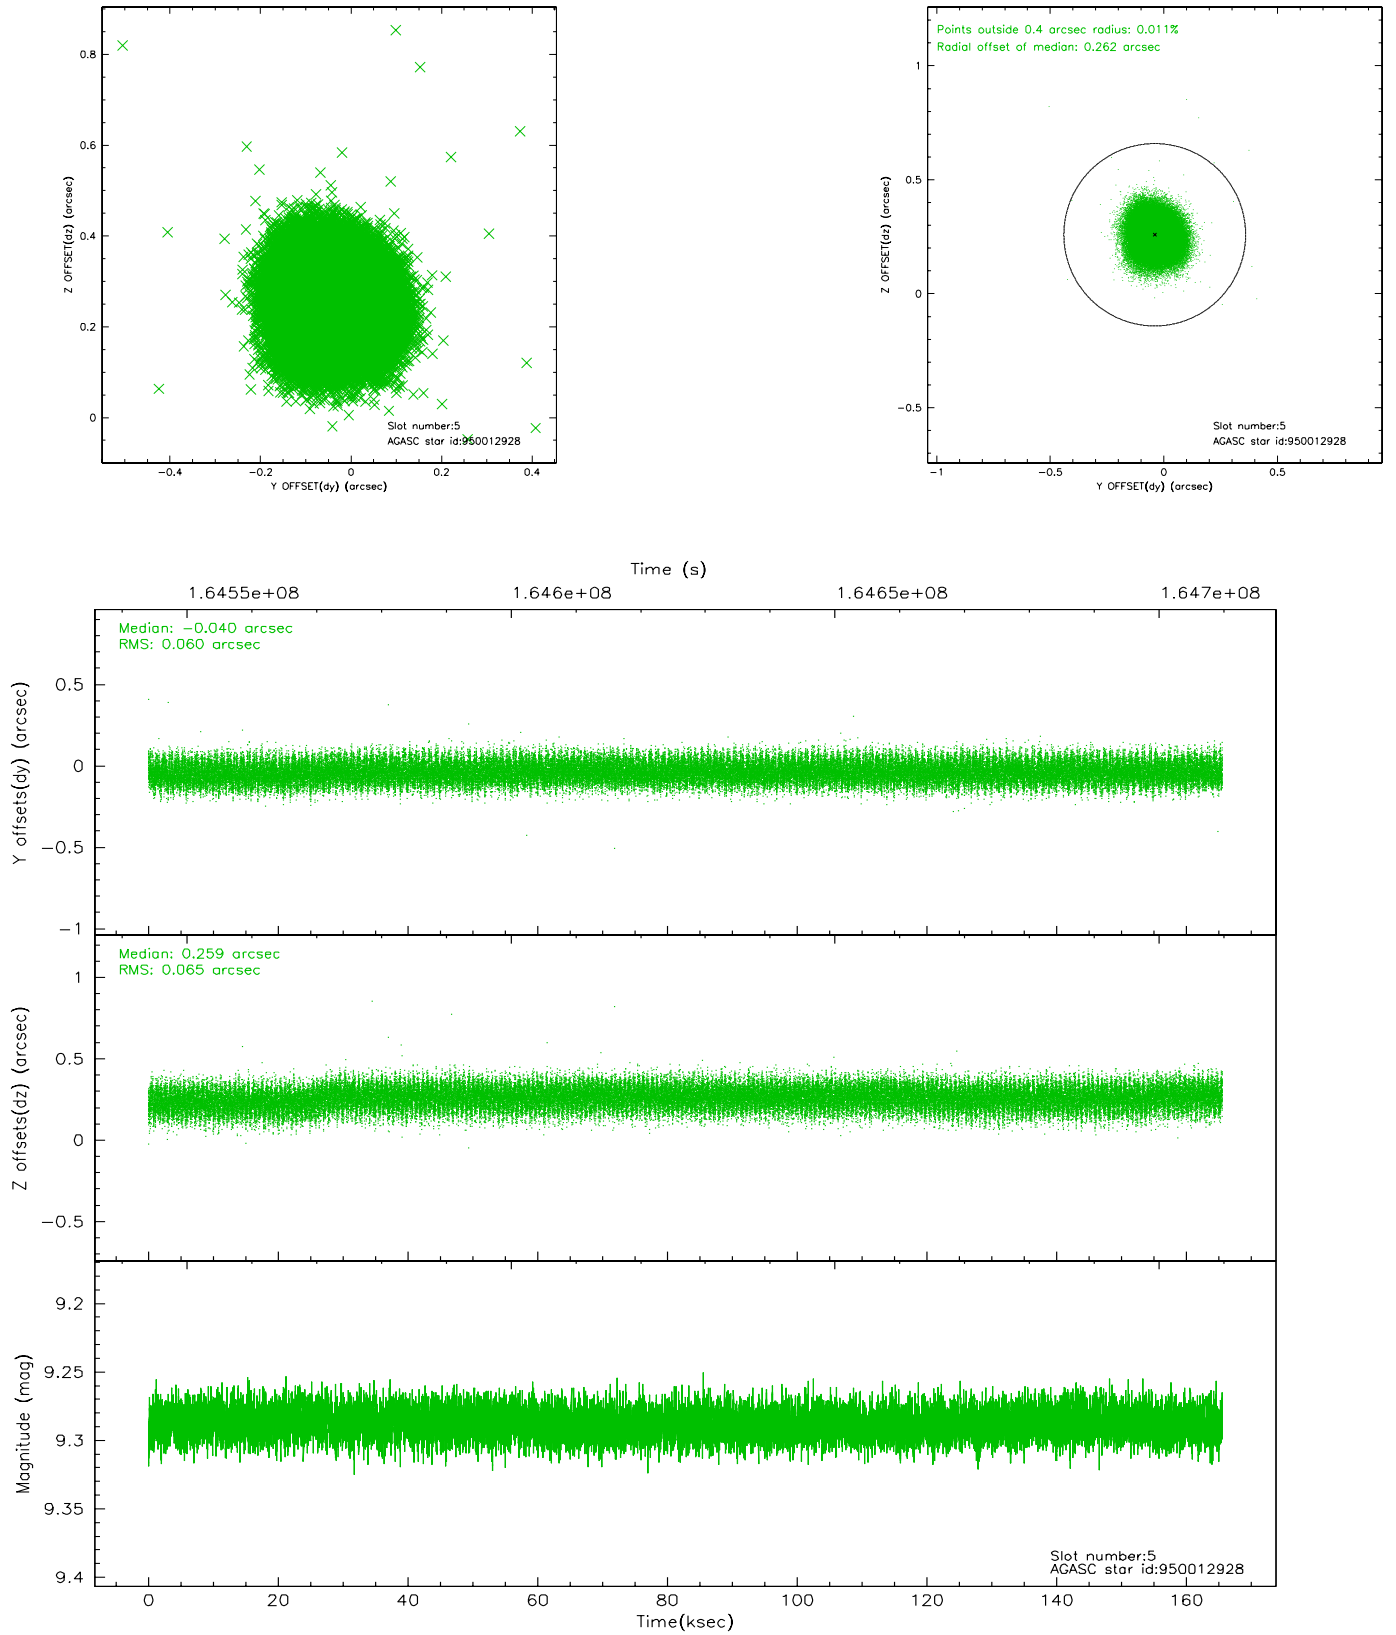 0.8
0.6
0.4
0.2
0
Z OFFSET(dz) (arcsec)
Slot number:5
AGASC star id:950012928
−0.4 −0.2 0 0.2 0.4
Y OFFSET(dy) (arcsec)
Points outside 0.4 arcsec radius: 0.011%
Radial offset of median: 0.262 arcsec
1
0.5
0
−0.5
Z OFFSET(dz) (arcsec)
Slot number:5
AGASC star id:950012928
−1 −0.5 0 0.5
Y OFFSET(dy) (arcsec)
Time (s)
1.6455e+08 1.646e+08 1.6465e+08 1.647e+08
Median: −0.040 arcsec
RMS: 0.060 arcsec
0.5
0
−0.5
−1
Y offsets(dy) (arcsec)
Median: 0.259 arcsec
RMS: 0.065 arcsec
1
0.5
0
−0.5
Z offsets(dz) (arcsec)
9.2
9.25
9.3
9.35
9.4
Magnitude (mag)
Slot number:5
AGASC star id:950012928
0 20 40 60 80 100 120 140 160
Time(ksec)